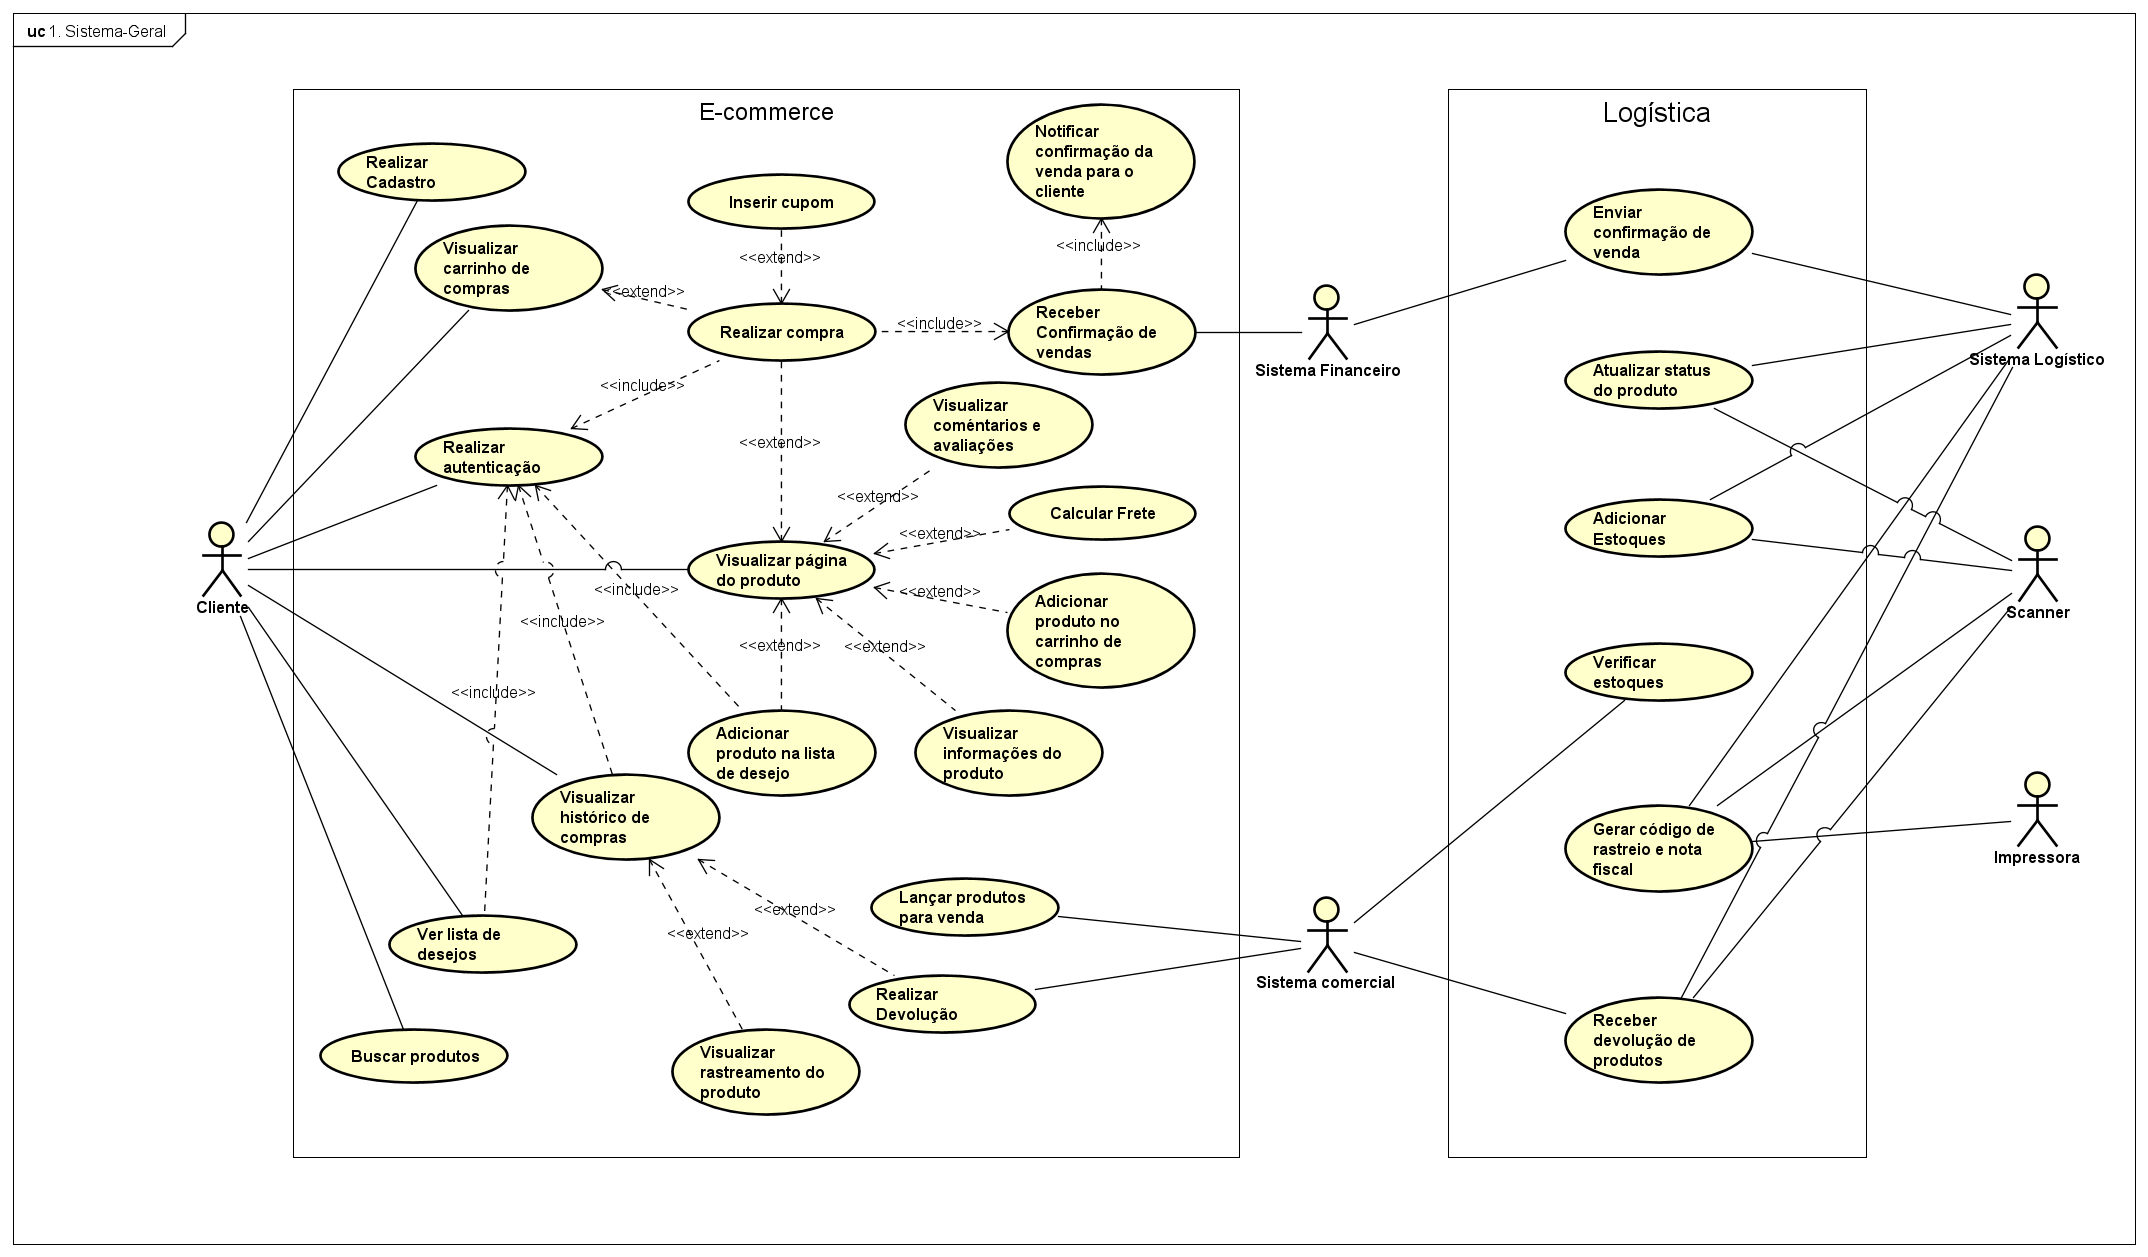 uc 1. Sistema-Geral
E-commerce
Logística
Realizar
Cadastro
Visualizar
carrinho de
compras
Inserir cupom
<<extend>>
<<extend>>
Realizar compra
<<include>>
Notificar
confirmação da
venda para o
cliente
<<include>>
Receber
Confirmação de
vendas
Sistema Financeiro
Enviar
confirmação de
venda
Sistema Logístico
Atualizar status
do produto
<<include>>
Realizar
autenticação
<<extend>>
Visualizar
coméntarios e
avaliações
<<extend>>
Calcular Frete
<<extend>>
Adicionar
Estoques
Scanner
Cliente
Visualizar página
do produto
<<include>>
<<extend>>
Adicionar
produto no
carrinho de
compras
<<include>>
<<extend>>
<<extend>>
Verificar
estoques
<<include>>
Adicionar
produto na lista
de desejo
Visualizar
informações do
produto
Visualizar
histórico de
compras
Gerar código de
rastreio e nota
fiscal
Impressora
Lançar produtos
para venda
<<extend>>
<<extend>>
Ver lista de
desejos
Realizar
Devolução
Sistema comercial
Buscar produtos
Visualizar
rastreamento do
produto
Receber
devolução de
produtos